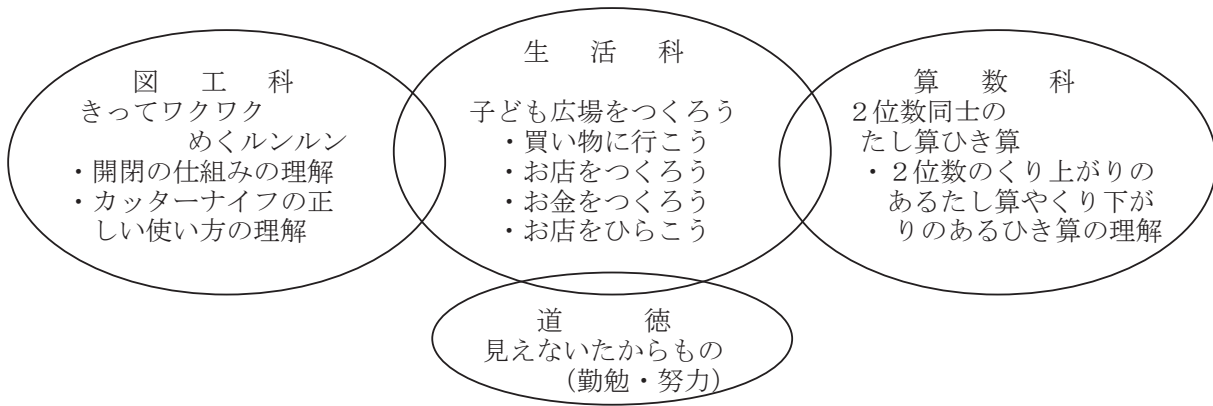 図　工　科
きってワクワク
めくルンルン
・開閉の仕組みの理解
・カッターナイフの正
しい使い方の理解
生　活　科
子ども広場をつくろう
・買い物に行こう
・お店をつくろう
・お金をつくろう
・お店をひらこう
算　数　科
２位数同士の
たし算ひき算
・２位数のくり上がりの
あるたし算やくり下が
りのあるひき算の理解
道　　徳
見えないたからもの
（勤勉・努力）